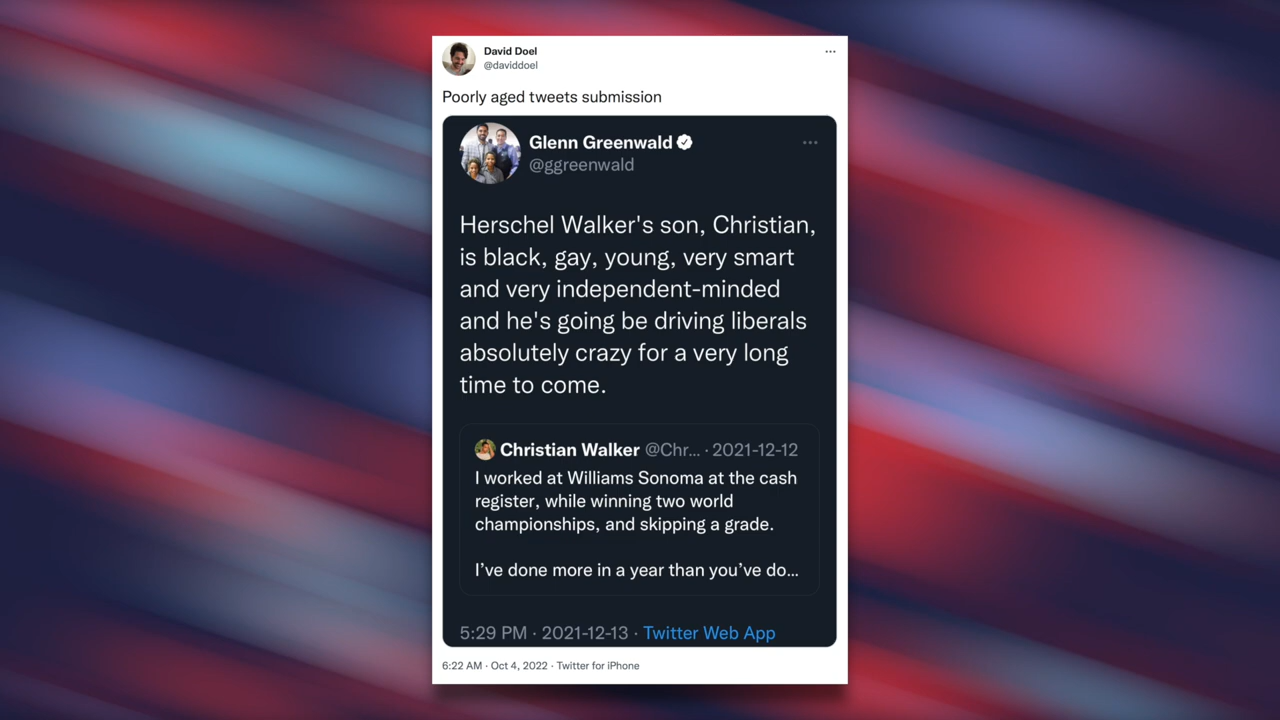 David Doel
@daviddoel
Poorly aged tweets submission
Glenn Greenwald
@ggreenwald
Herschel Walker's son, Christian,
is black, gay, young, very smart
and very independent-minded
and he's going be driving liberals
absolutely crazy for a very long
time to come.
Christian Walker @Chr... · 2021-12-12
I worked at Williams Sonoma at the cash
register, while winning two world
championships, and skipping a grade.
I’ve done more in a year than you’ve do...
5:29 PM · 2021-12-13 · Twitter Web App
6:22 AM · Oct 4, 2022 · Twitter for iPhone